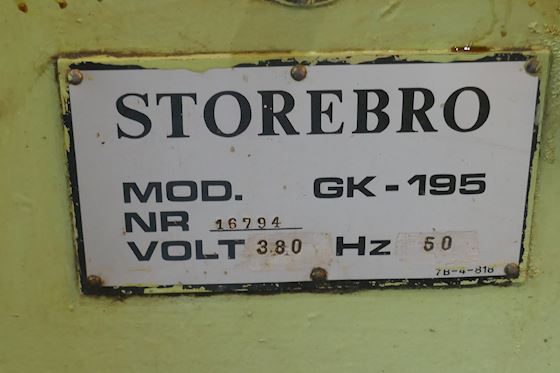 STOREBRO
MOD. GK-195
NR 16794
VOLT 380 Hz 50
7B-4-818